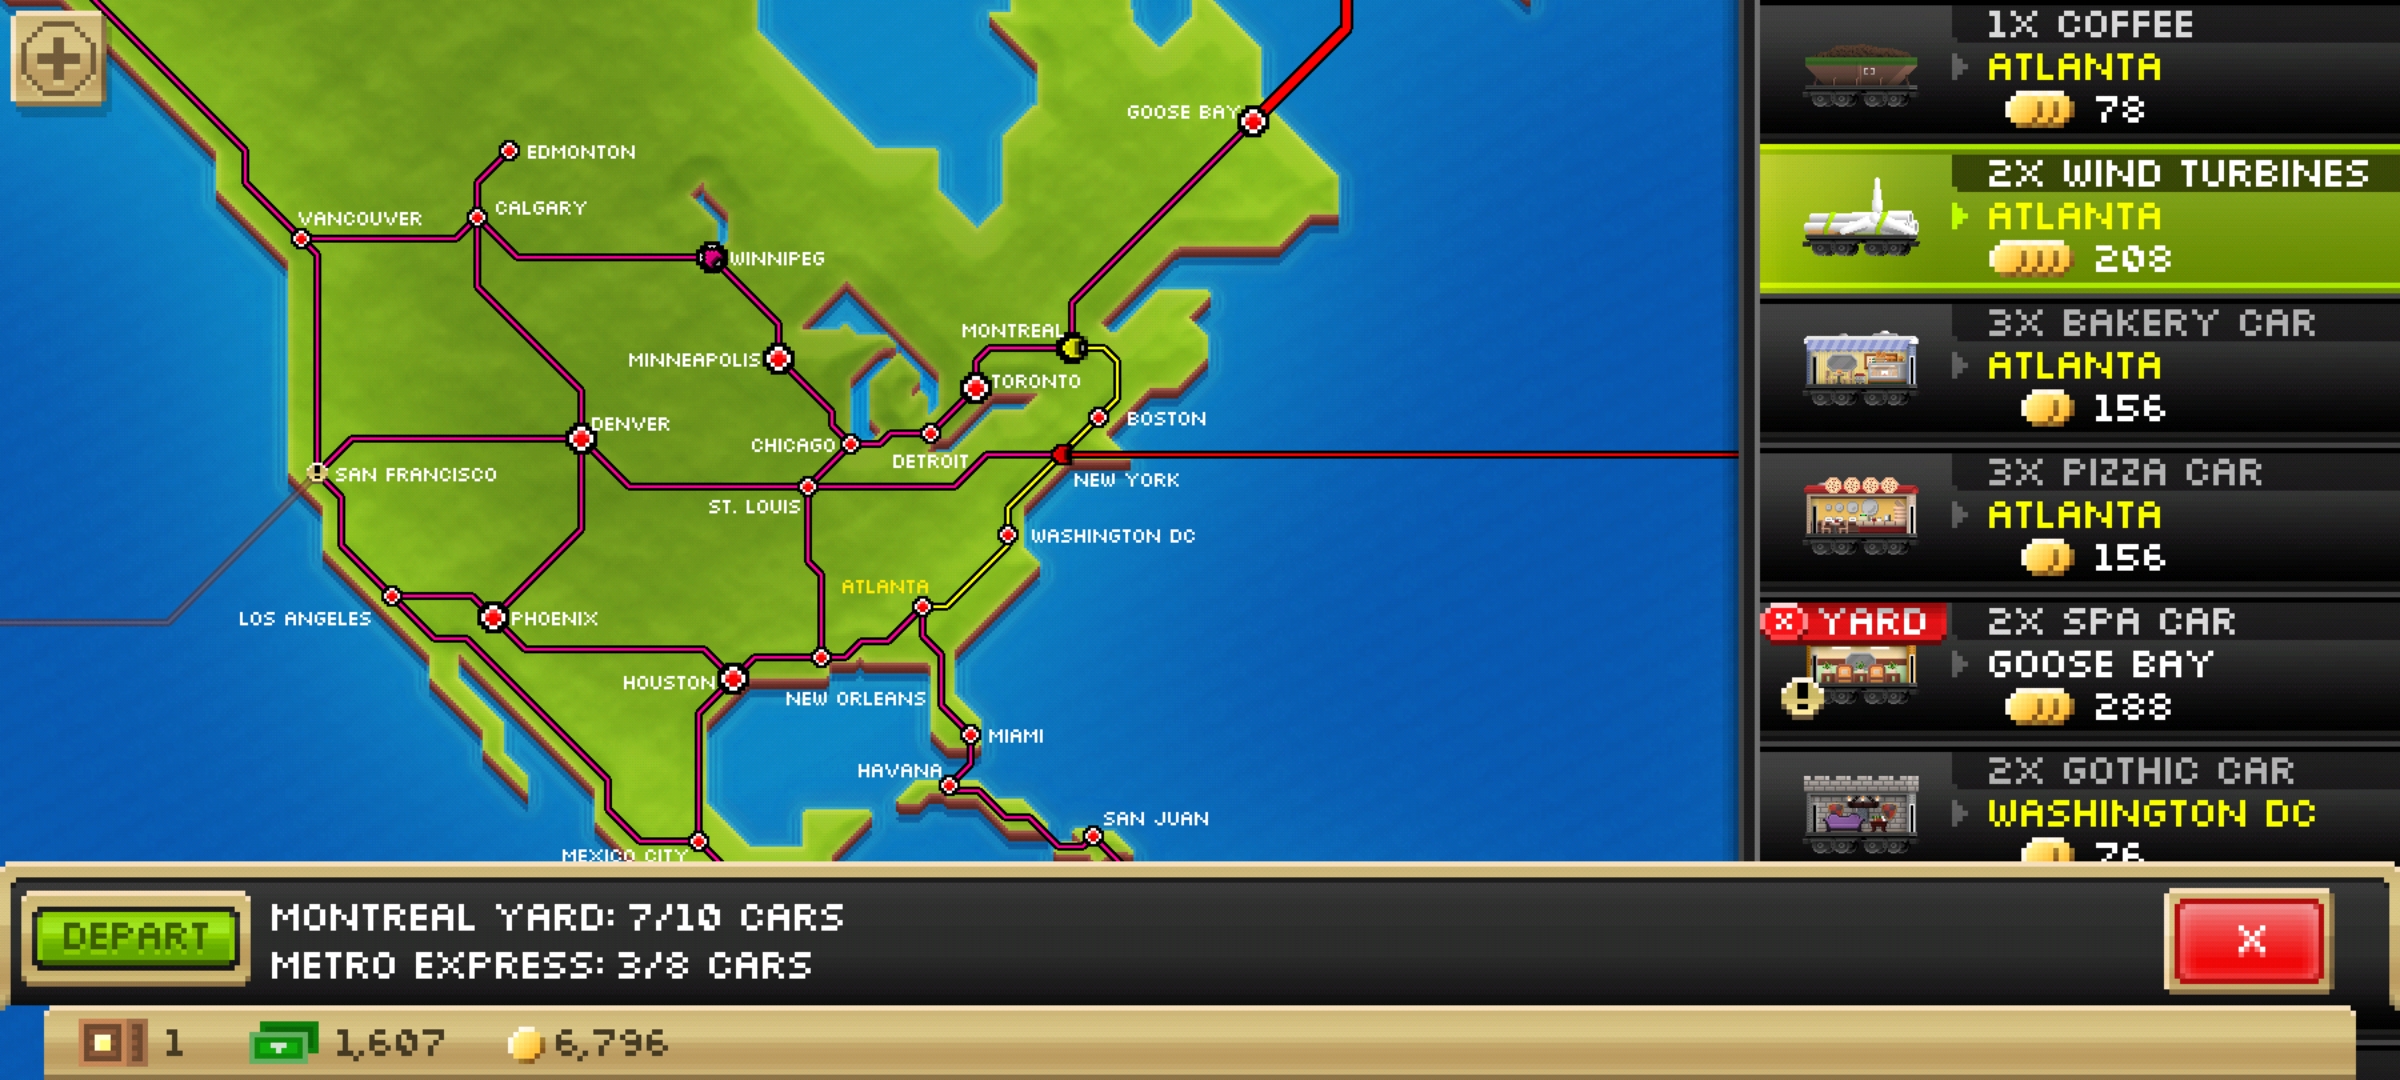 GOOSE BAY
EDMONTON
CALGARY
VANCOUVER
WINNIPEG
MONTREAL
MINNEAPOLIS
TORONTO
BOSTON
DENVER
CHICAGO
DETROIT
SAN FRANCISCO
NEW YORK
ST. LOUIS
WASHINGTON DC
ATLANTA
LOS ANGELES
PHOENIX
HOUSTON
NEW ORLEANS
MIAMI
HAVANA
SAN JUAN
MEXICO CITY
1X COFFEE
ATLANTA
78
2X WIND TURBINES
ATLANTA
208
3X BAKERY CAR
ATLANTA
156
3X PIZZA CAR
ATLANTA
156
X YARD
2X SPA CAR
GOOSE BAY
288
2X GOTHIC CAR
WASHINGTON DC
76
DEPART
MONTREAL YARD: 7/10 CARS
METRO EXPRESS: 3/8 CARS
X
1
1,607
6,796